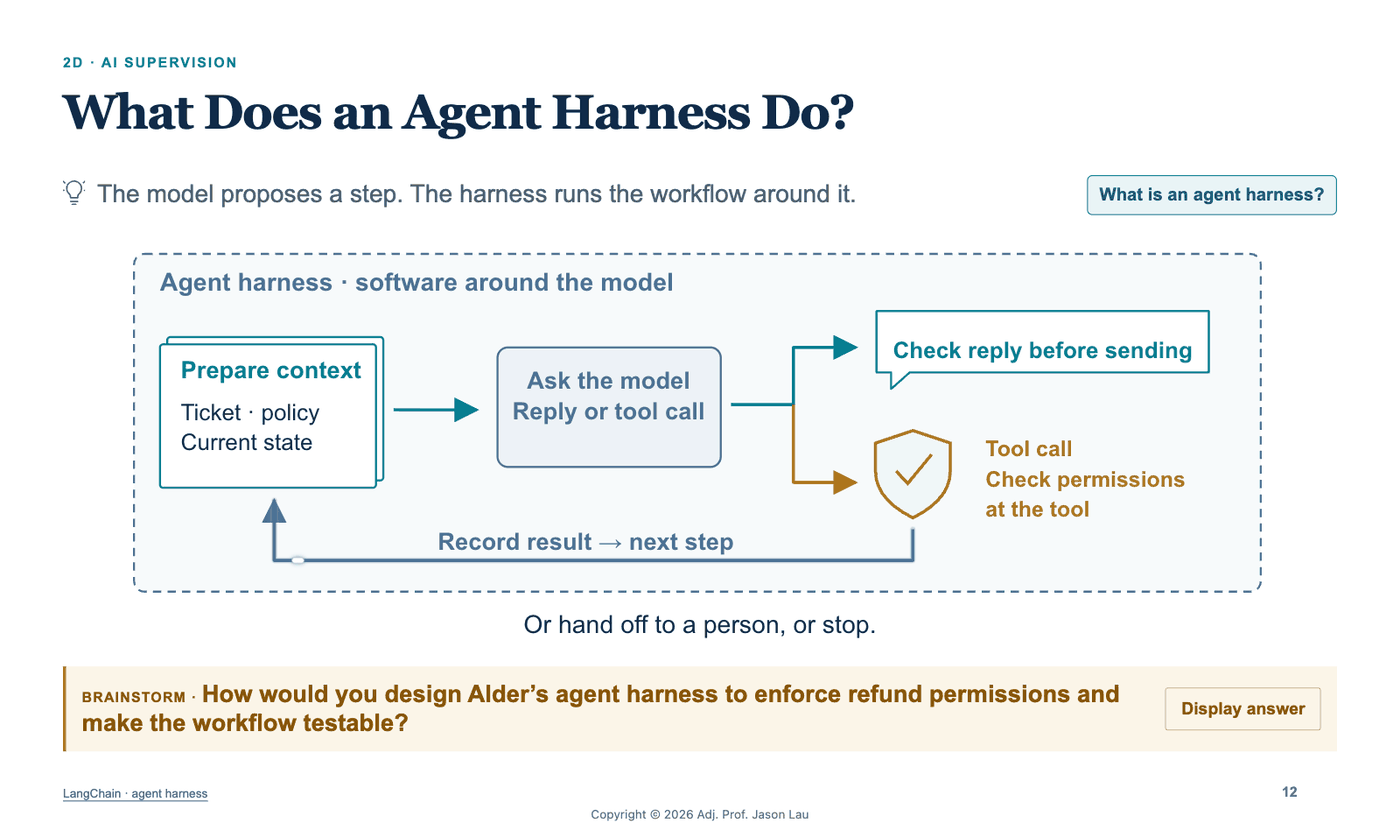 2D · AI SUPERVISION
What Does an Agent Harness Do?
The model proposes a step. The harness runs the workflow around it.
What is an agent harness?
Agent harness · software around the model
Prepare context
Ticket · policy
Current state
Ask the model
Reply or tool call
Check reply before sending
Tool call
Check permissions
at the tool
Record result → next step
Or hand off to a person, or stop.
BRAINSTORM · How would you design Alder’s agent harness to enforce refund permissions and
make the workflow testable?
Display answer
LangChain · agent harness
12
Copyright © 2026 Adj. Prof. Jason Lau